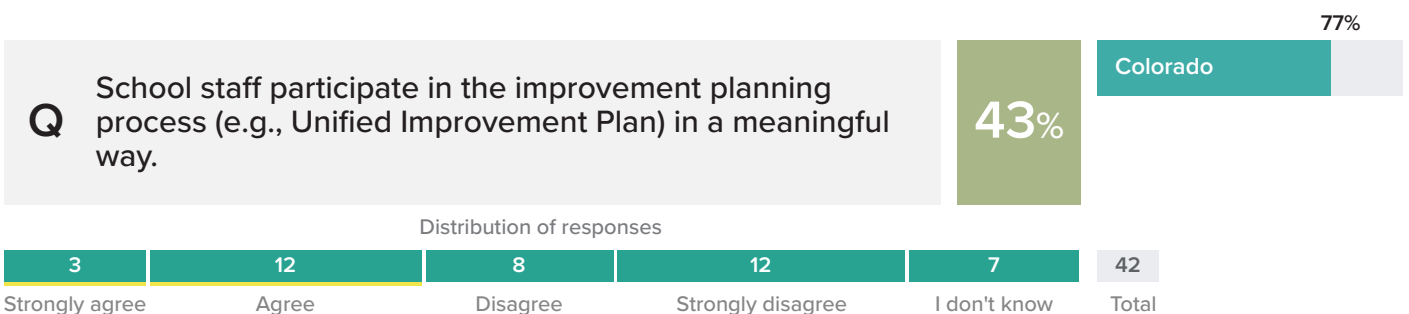 77%
Q
School staff participate in the improvement planning
process (e.g., Unified Improvement Plan) in a meaningful
way.
43%
Colorado
Distribution of responses
3 12 8 12 7 42
Strongly agree Agree Disagree Strongly disagree I don't know Total